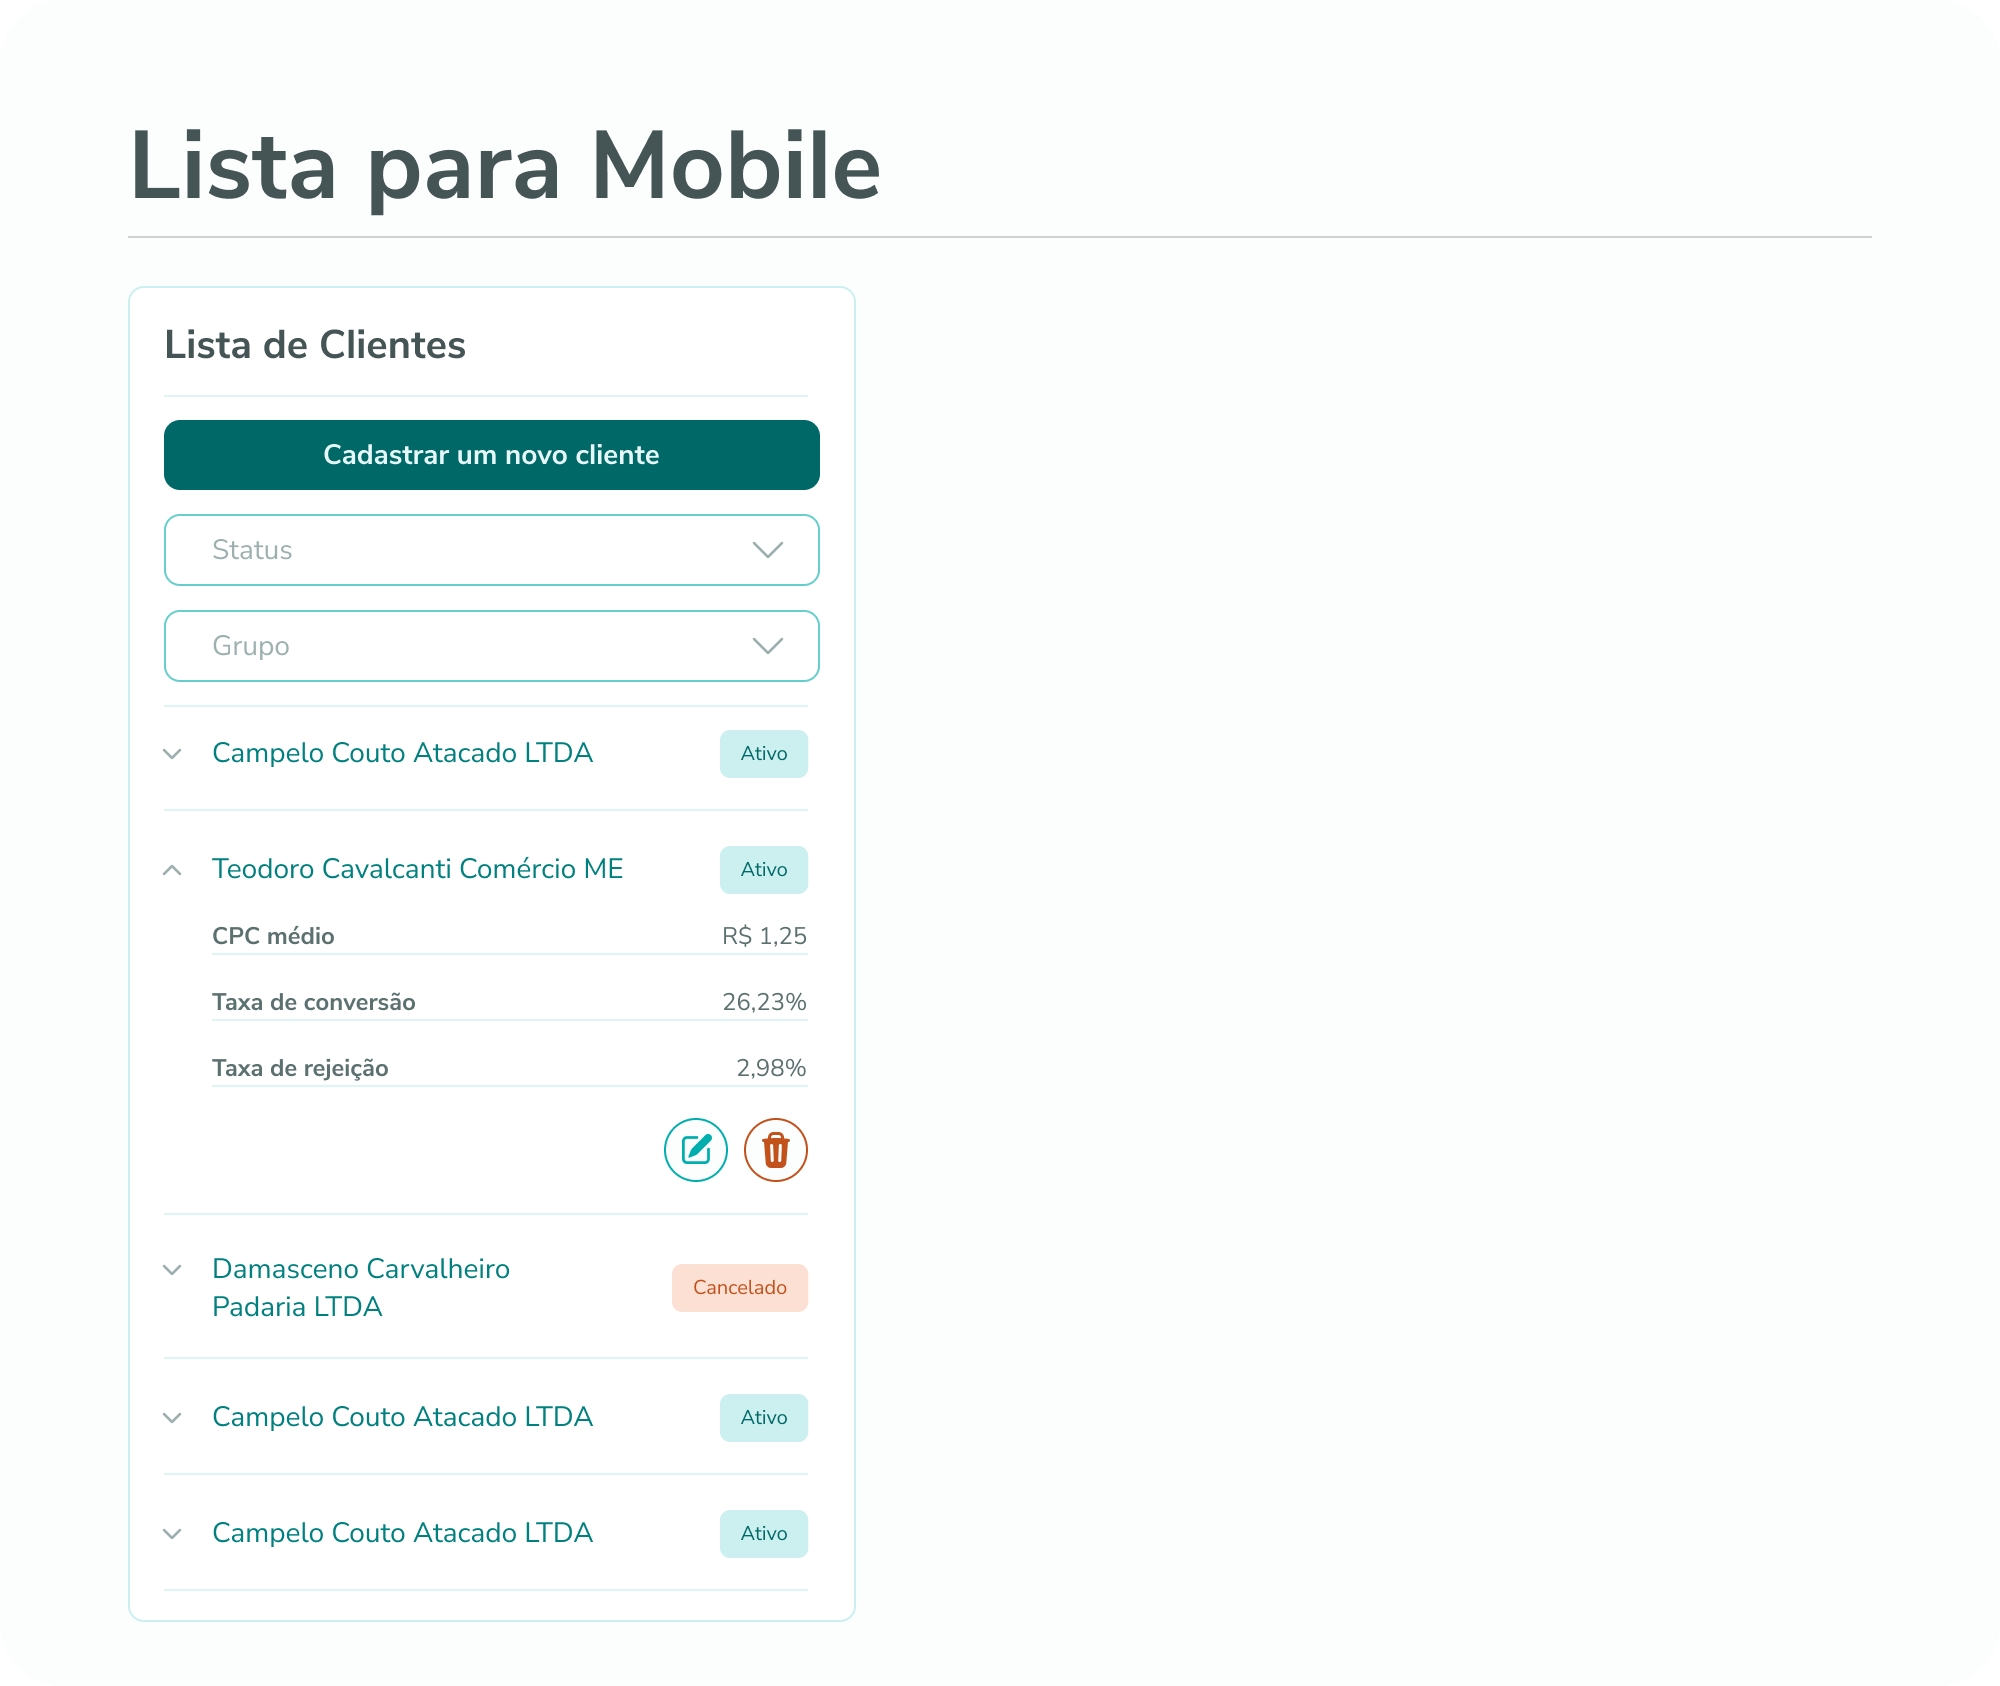 Lista para Mobile
Lista de Clientes
Cadastrar um novo cliente
Status
Grupo
Campelo Couto Atacado LTDA Ativo
Teodoro Cavalcanti Comércio ME Ativo
CPC médio R$ 1,25
Taxa de conversão 26,23%
Taxa de rejeição 2,98%
Damasceno Carvalheiro
Padaria LTDA
Cancelado
Campelo Couto Atacado LTDA Ativo
Campelo Couto Atacado LTDA Ativo